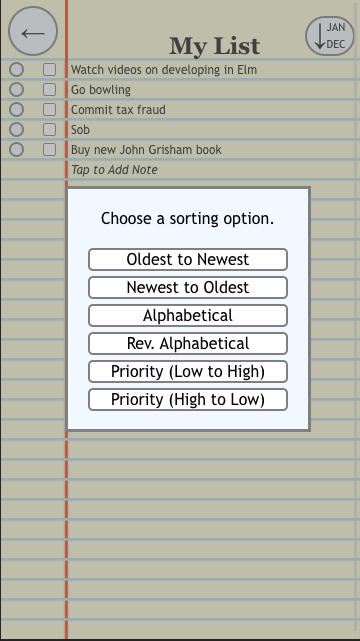 ←
My List
↓JAN
DEC
Watch videos on developing in Elm
Go bowling
Commit tax fraud
Sob
Buy new John Grisham book
Tap to Add Note
Choose a sorting option.
Oldest to Newest
Newest to Oldest
Alphabetical
Rev. Alphabetical
Priority (Low to High)
Priority (High to Low)